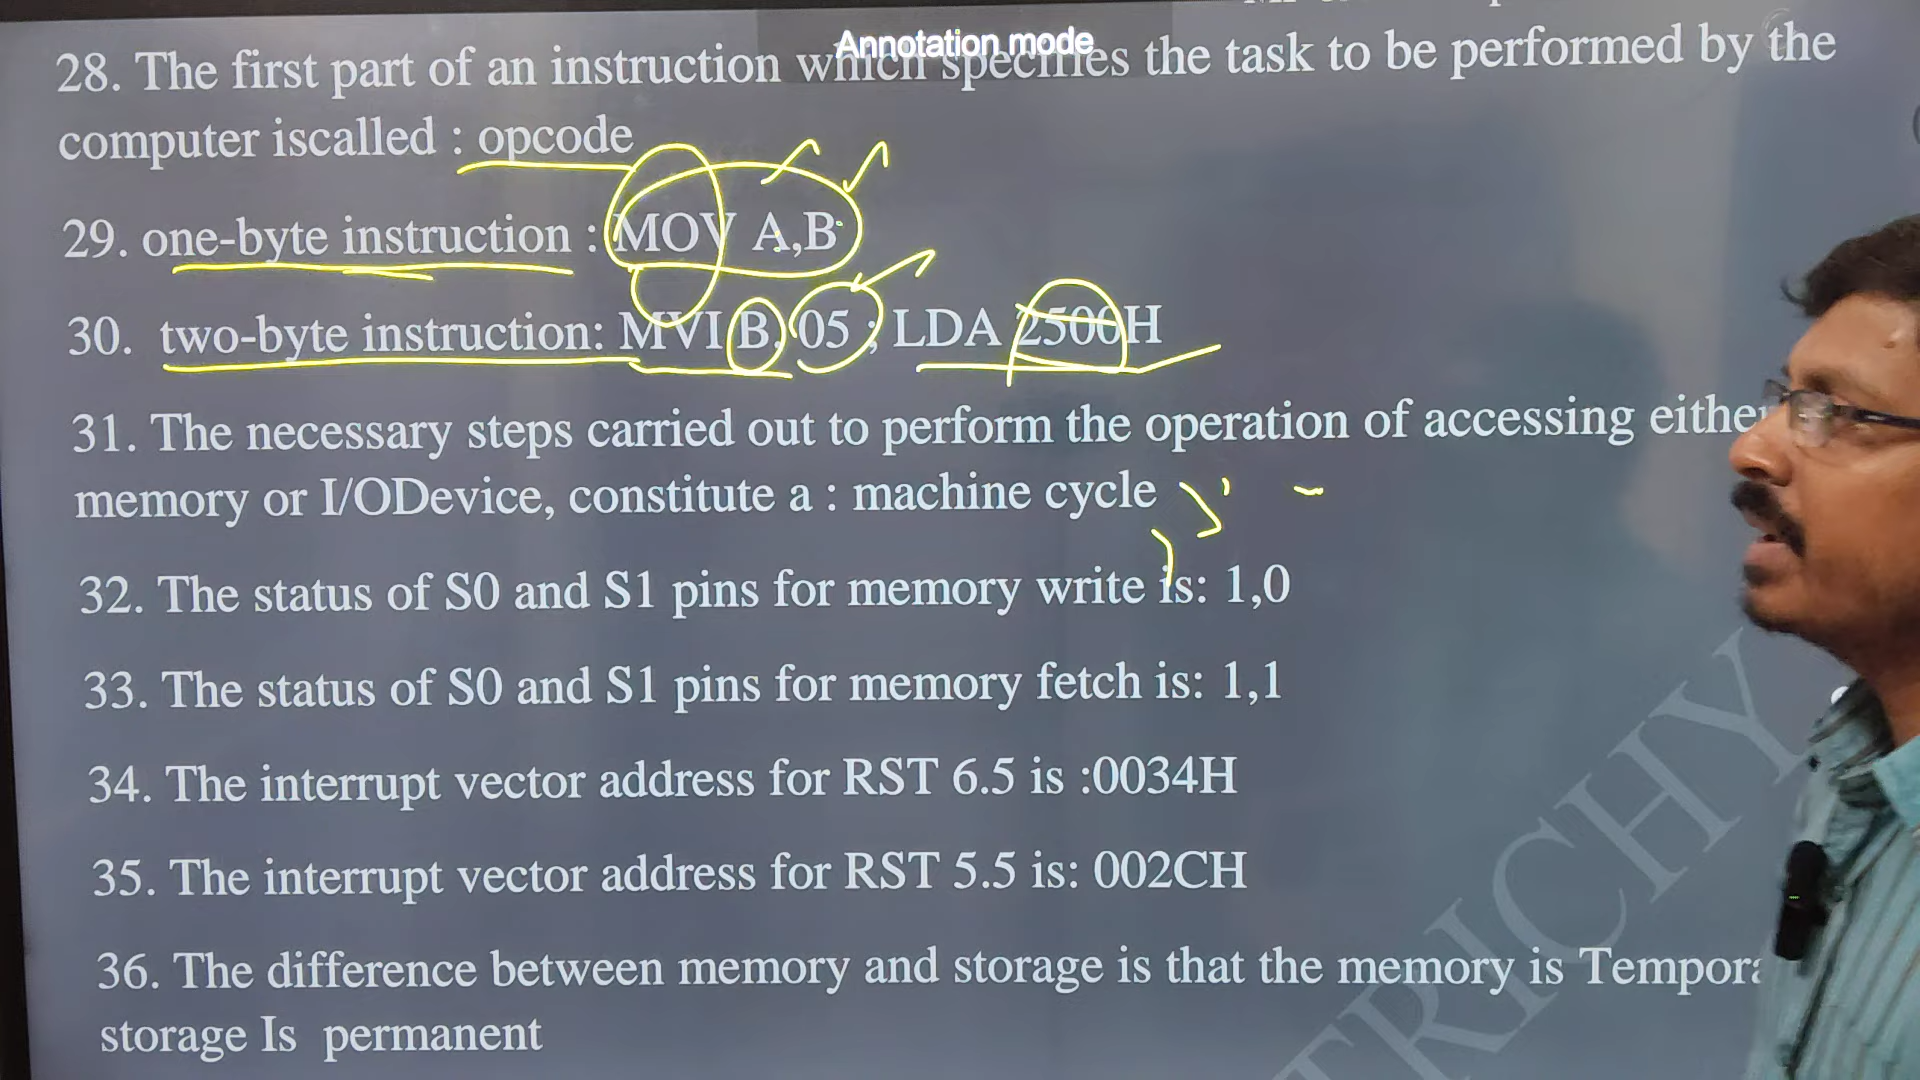 Annotation mode
28. The first part of an instruction which specifies the task to be performed by the
computer iscalled : opcode
29. one-byte instruction : MOV A,B
30. two-byte instruction: MVI B, 05 ; LDA 2500H
31. The necessary steps carried out to perform the operation of accessing either
memory or I/ODevice, constitute a : machine cycle
32. The status of S0 and S1 pins for memory write is: 1,0
33. The status of S0 and S1 pins for memory fetch is: 1,1
34. The interrupt vector address for RST 6.5 is :0034H
35. The interrupt vector address for RST 5.5 is: 002CH
36. The difference between memory and storage is that the memory is Tempora
storage Is permanent
TRICHY